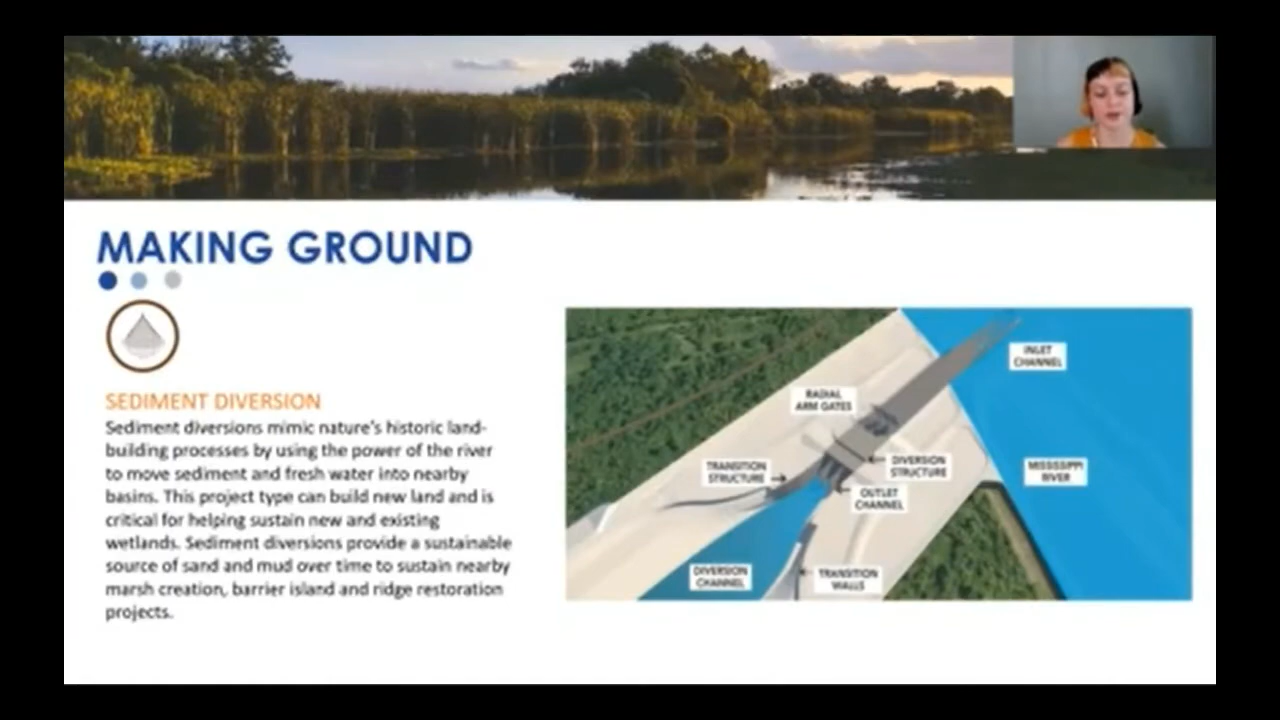 MAKING GROUND
SEDIMENT DIVERSION
Sediment diversions mimic nature's historic land-
building processes by using the power of the river
to move sediment and fresh water into nearby
basins. This project type can build new land and is
critical for helping sustain new and existing
wetlands. Sediment diversions provide a sustainable
source of sand and mud over time to sustain nearby
marsh creation, barrier island and ridge restoration
projects.
INLET
CHANNEL
RADIAL
ARM GATES
TRANSITION
STRUCTURE
DIVERSION
STRUCTURE
MISSISSIPPI
RIVER
OUTLET
CHANNEL
DIVERSION
CHANNEL
TRANSITION
WALLS